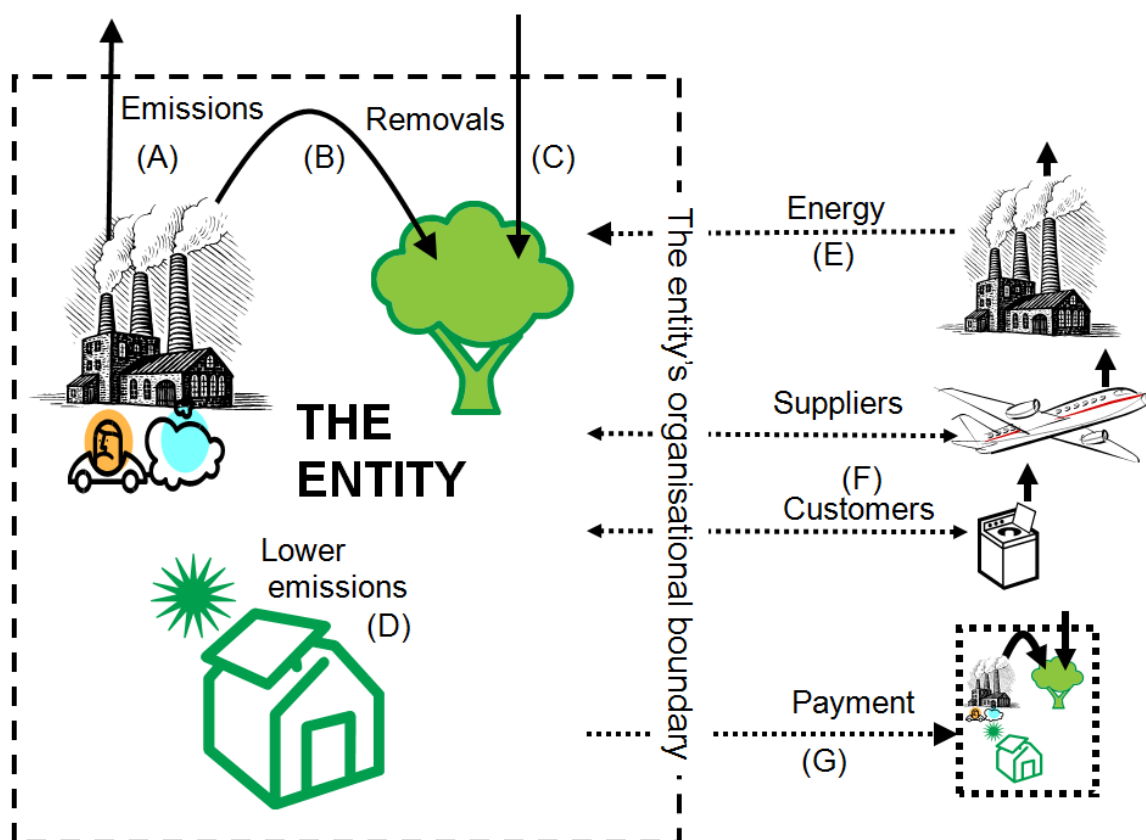 Emissions
(A)
(B)
Removals
(C)
THE
ENTITY
Lower
emissions
(D)
The entity's organisational boundary
Energy
(E)
Suppliers
(F)
Customers
Payment
(G)